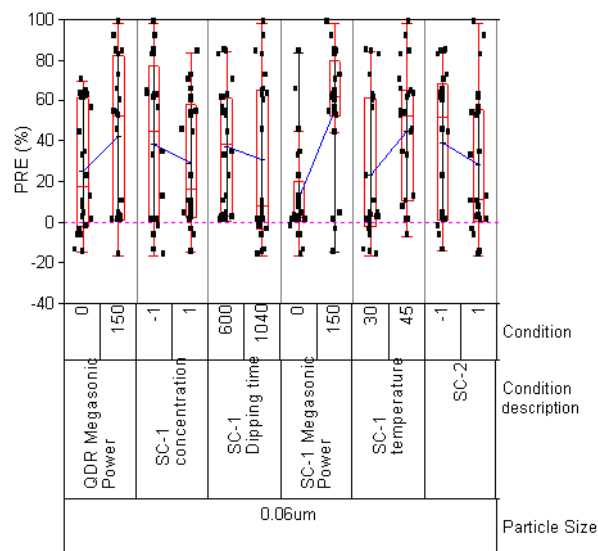 100
80
60
40
20
0
-20
-40
PRE (%)
0
150
-1
1
600
1040
0
150
30
45
-1
1
Condition
QDR Megasonic
Power
SC-1
concentration
SC-1
Dipping time
SC-1 Megasonic
Power
SC-1
temperature
SC-2
Condition
description
0.06um
Particle Size